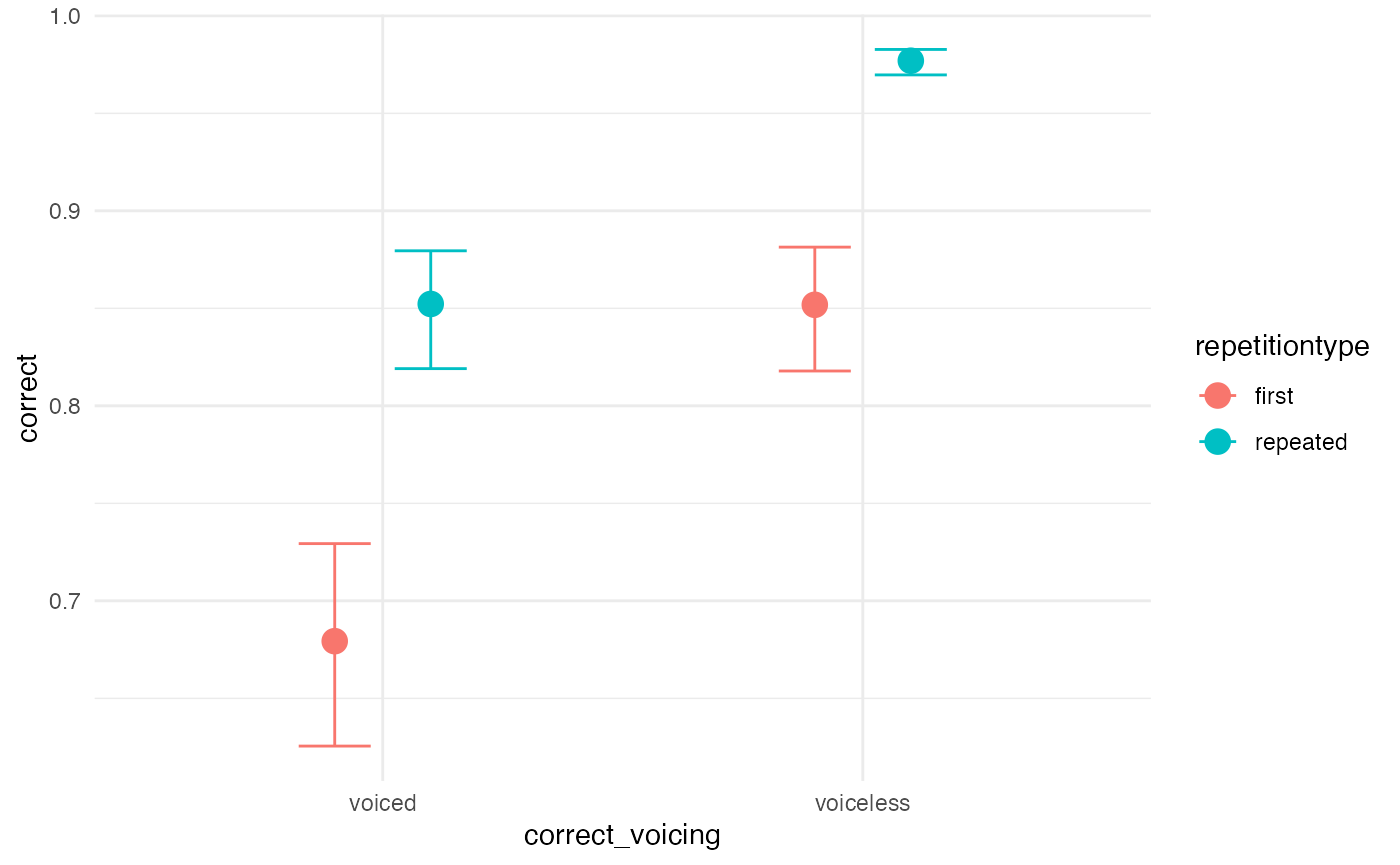 1.0
0.9
0.8
0.7
correct
voiced
voiceless
correct_voicing
repetitiontype
first
repeated